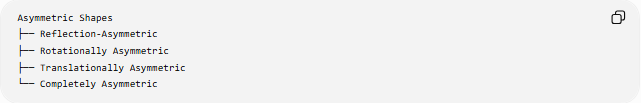 Asymmetric Shapes
├── Reflection-Asymmetric
├── Rotationally Asymmetric
├── Translationally Asymmetric
└── Completely Asymmetric